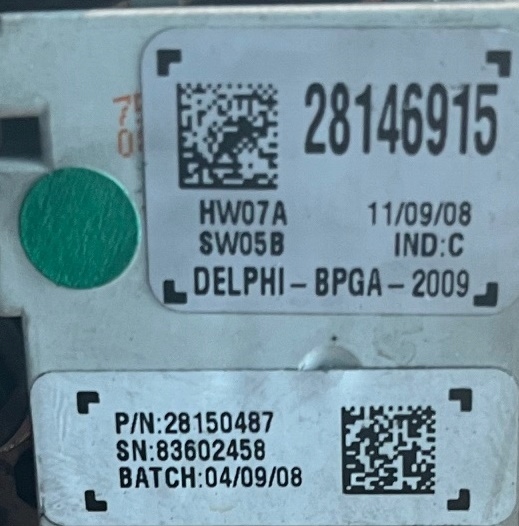 28146915
HW07A 11/09/08
SW05B IND:C
DELPHI-BPGA-2009
P/N:28150487
SN:83602458
BATCH:04/09/08